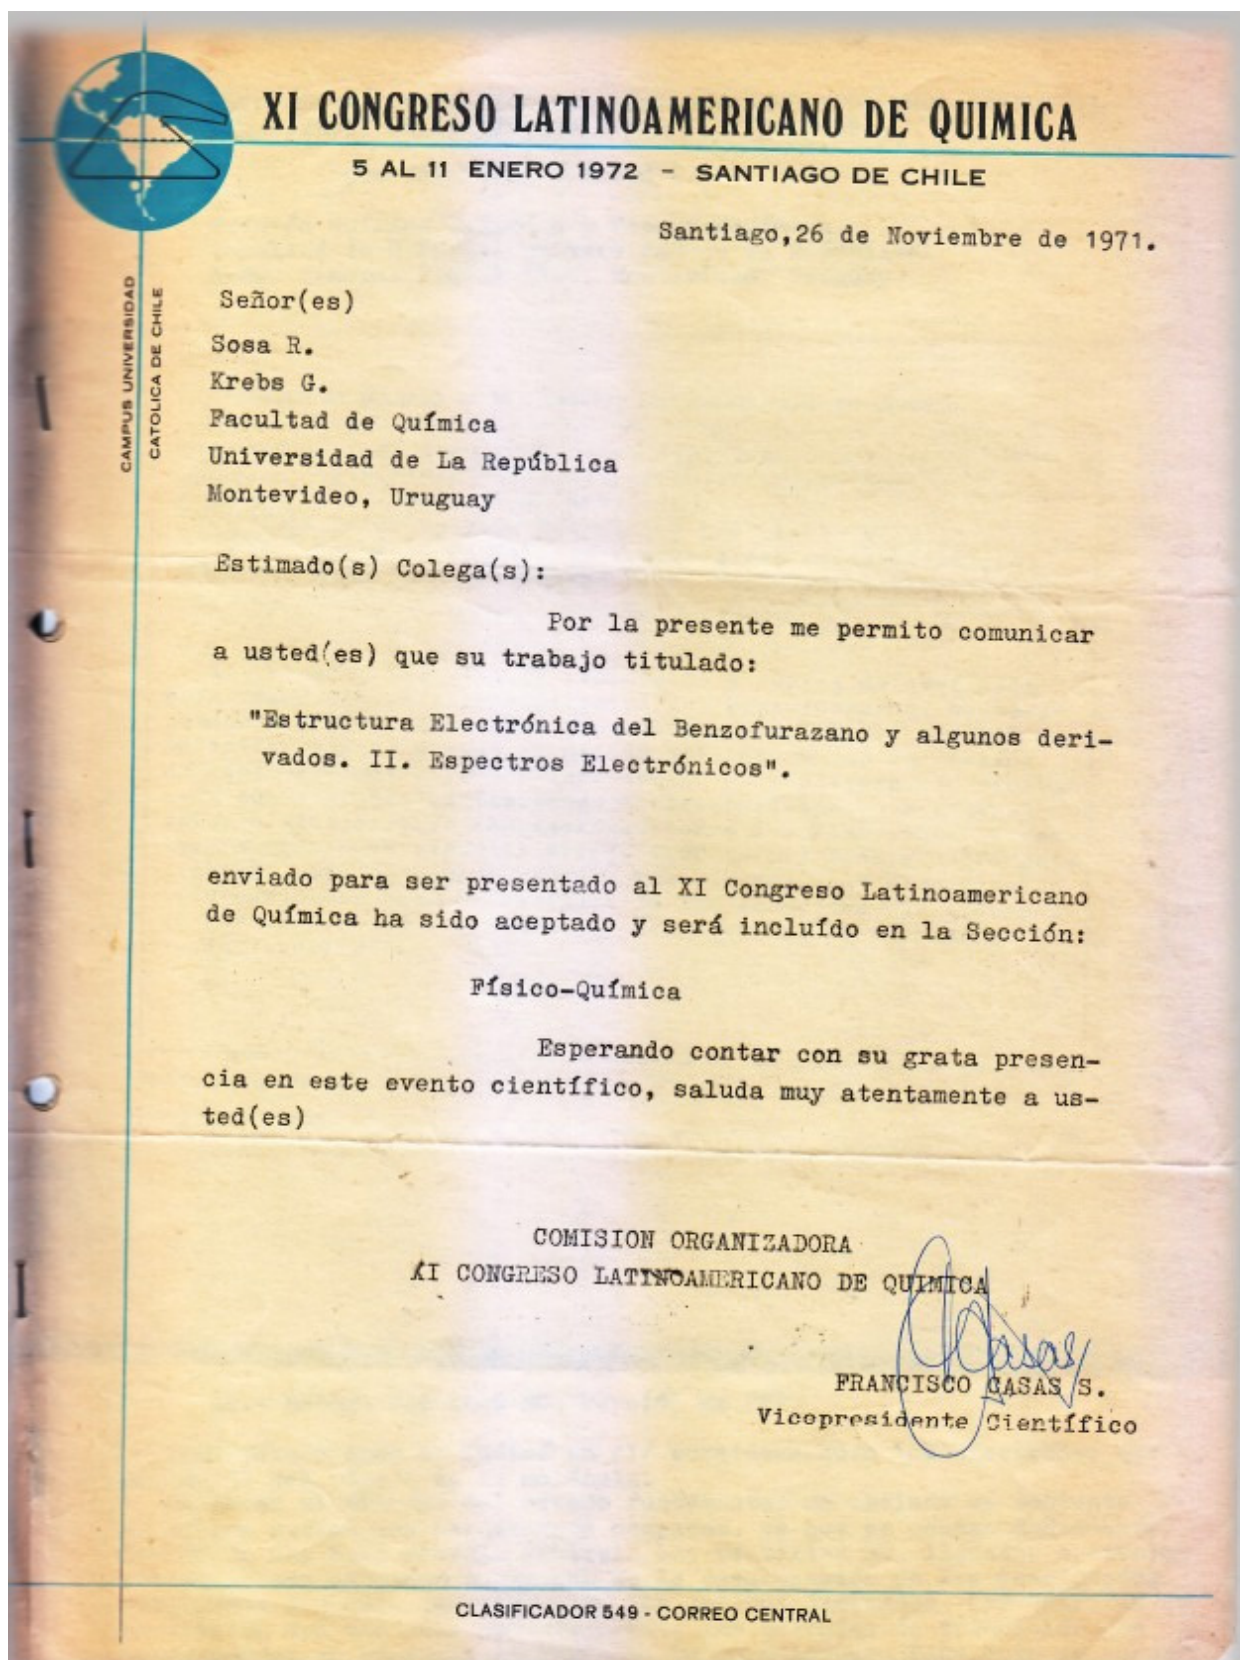 XI CONGRESO LATINOAMERICANO DE QUIMICA
5 AL 11 ENERO 1972 - SANTIAGO DE CHILE
CAMPUS UNIVERSIDAD
CATOLICA DE CHILE
Santiago, 26 de Noviembre de 1971.
Señor(es)
Sosa R.
Krebs G.
Facultad de Química
Universidad de La República
Montevideo, Uruguay
Estimado(s) Colega(s):
Por la presente me permito comunicar
a usted(es) que su trabajo titulado:
"Estructura Electrónica del Benzofurazano y algunos deri-
vados. II. Espectros Electrónicos".
enviado para ser presentado al XI Congreso Latinoamericano
de Química ha sido aceptado y será incluído en la Sección:
Físico-Química
Esperando contar con su grata presen-
cia en este evento científico, saluda muy atentamente a us-
ted(es)
COMISION ORGANIZADORA
XI CONGRESO LATINOAMERICANO DE QUIMICA
Casas
FRANCISCO CASAS S.
Vicepresidente Científico
CLASIFICADOR 549 - CORREO CENTRAL